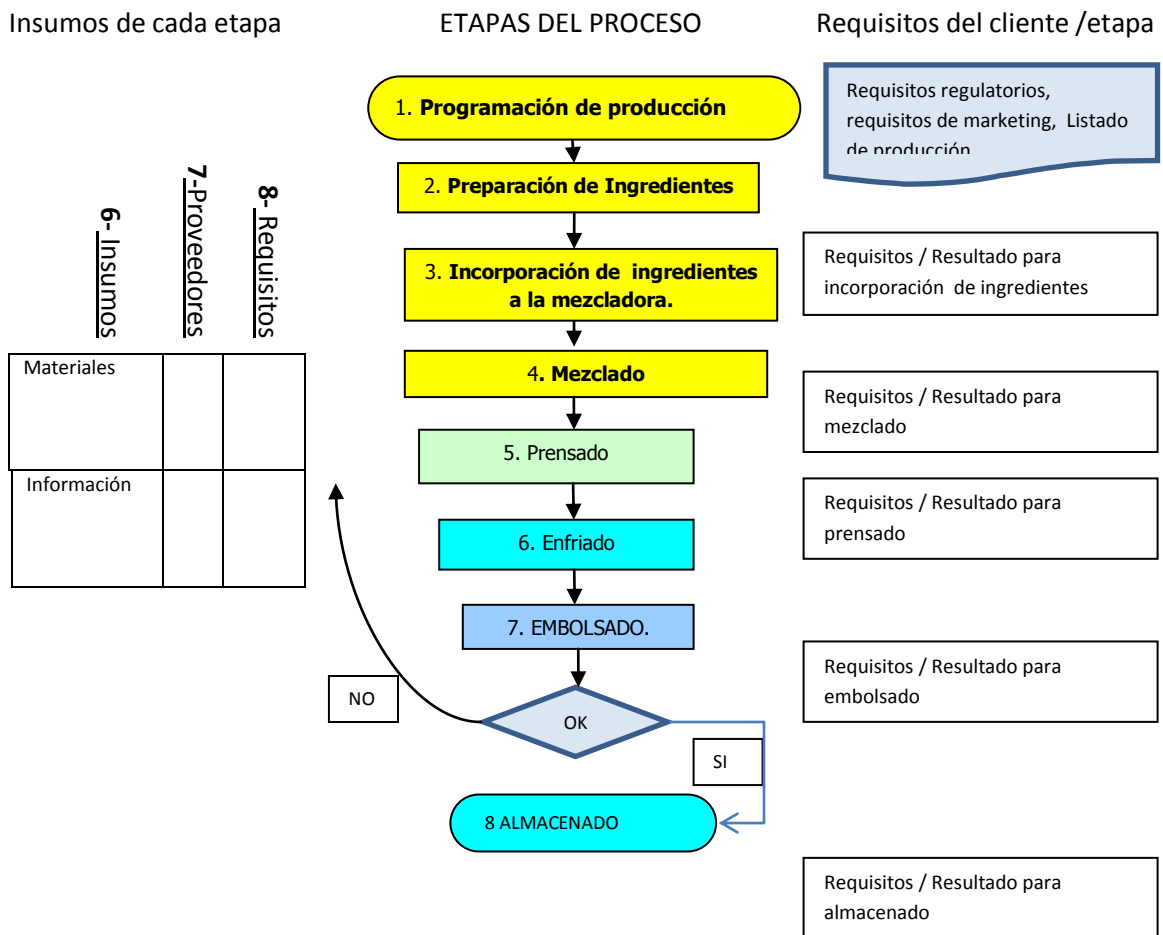 Insumos de cada etapa
ETAPAS DEL PROCESO
Requisitos del cliente /etapa
1. Programación de producción
Requisitos regulatorios,
requisitos de marketing, Listado
de producción
2. Preparación de Ingredientes
6- Insumos
7-Proveedores
8- Requisitos
3. Incorporación de ingredientes
a la mezcladora.
Requisitos / Resultado para
incorporación de ingredientes
Materiales
4. Mezclado
Requisitos / Resultado para
mezclado
5. Prensado
Información
Requisitos / Resultado para
prensado
6. Enfriado
7. EMBOLSADO.
Requisitos / Resultado para
embolsado
NO
OK
SI
8 ALMACENADO
Requisitos / Resultado para
almacenado